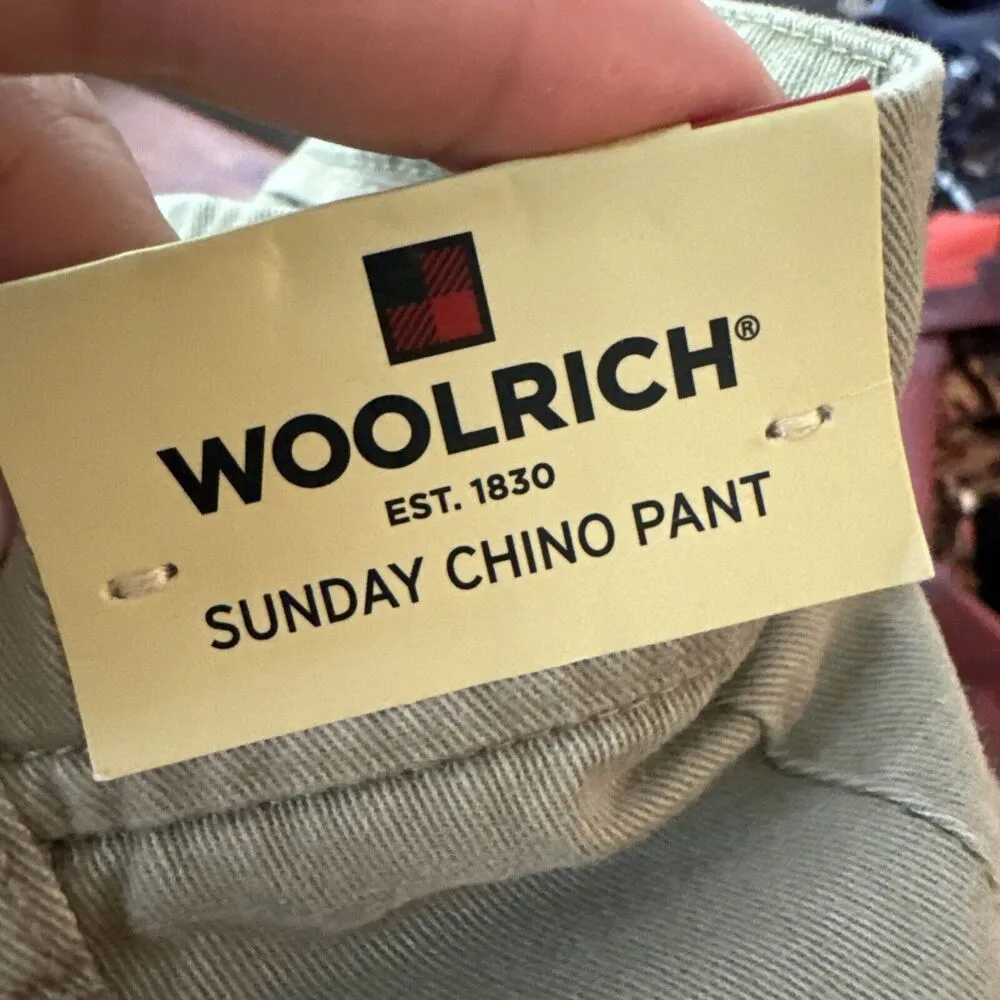 WOOLRICH®
EST. 1830
SUNDAY CHINO PANT